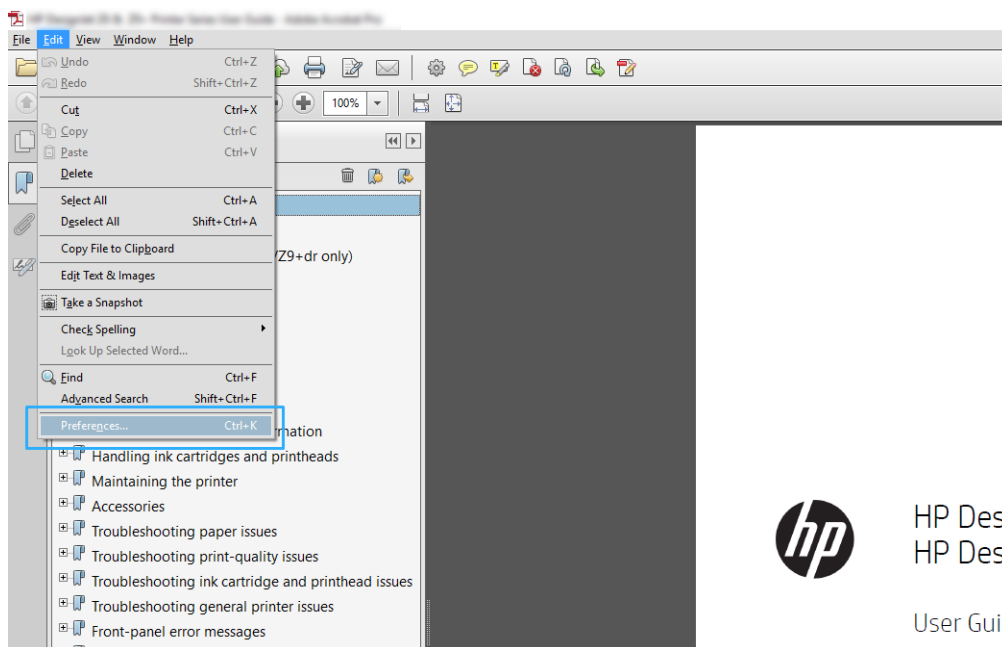 File Edit View Window Help
Undo Ctrl+Z
Redo Shift+Ctrl+Z
100%
Cut Ctrl+X
Copy Ctrl+C
Paste Ctrl+V
Delete
Select All Ctrl+A
Deselect All Shift+Ctrl+A
Copy File to Clipboard
/Z9+dr only)
Edit Text & Images
Take a Snapshot
Check Spelling
Look Up Selected Word...
Find Ctrl+F
Advanced Search Shift+Ctrl+F
Preferences... Ctrl+K
rmation
Handling ink cartridges and printheads
Maintaining the printer
Accessories
Troubleshooting paper issues
Troubleshooting print-quality issues
Troubleshooting ink cartridge and printhead issues
Troubleshooting general printer issues
Front-panel error messages
hp
HP Des
HP Des
User Gui